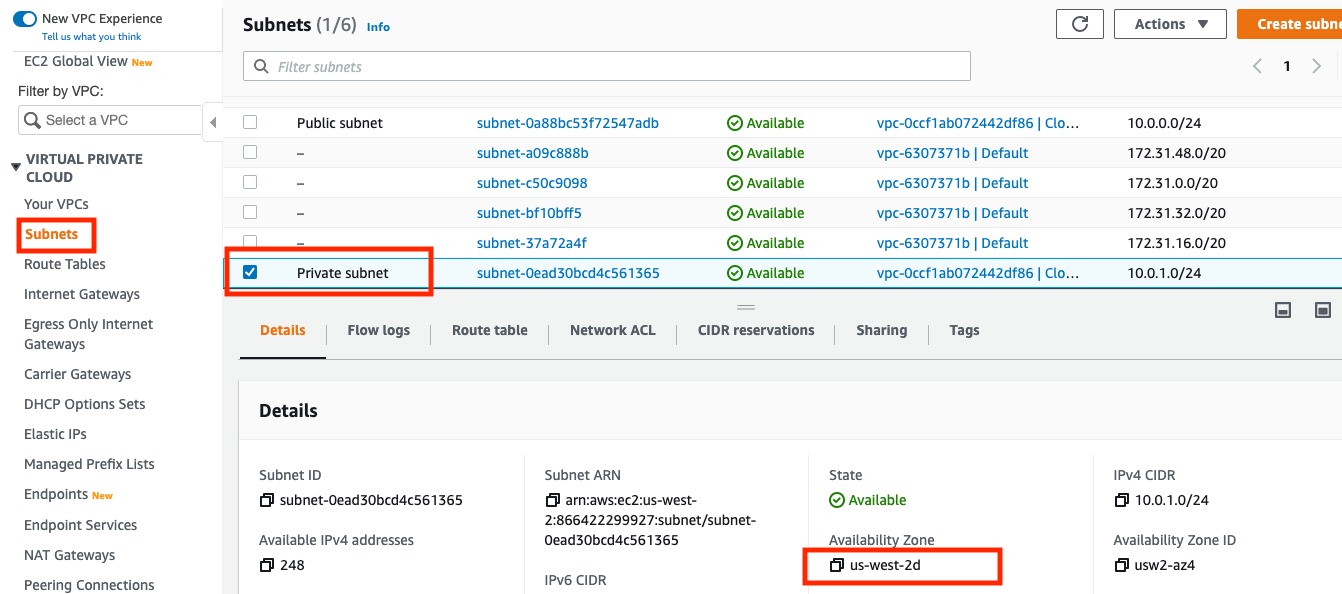 New VPC Experience
Tell us what you think
EC2 Global View New
Filter by VPC:
Select a VPC
VIRTUAL PRIVATE
CLOUD
Your VPCs
Subnets
Route Tables
Internet Gateways
Egress Only Internet
Gateways
Carrier Gateways
DHCP Options Sets
Elastic IPs
Managed Prefix Lists
Endpoints New
Endpoint Services
NAT Gateways
Peering Connections
Subnets (1/6) Info
Actions
Create subne
Filter subnets
1
Public subnet subnet-0a88bc53f72547adb Available vpc-0ccf1ab072442df86 | Clo... 10.0.0.0/24
– subnet-a09c888b Available vpc-6307371b | Default 172.31.48.0/20
– subnet-c50c9098 Available vpc-6307371b | Default 172.31.0.0/20
– subnet-bf10bff5 Available vpc-6307371b | Default 172.31.32.0/20
– subnet-37a72a4f Available vpc-6307371b | Default 172.31.16.0/20
Private subnet subnet-0ead30bcd4c561365 Available vpc-0ccf1ab072442df86 | Clo... 10.0.1.0/24
Details Flow logs Route table Network ACL CIDR reservations Sharing Tags
Details
Subnet ID
subnet-0ead30bcd4c561365
Available IPv4 addresses
248
Subnet ARN
arn:aws:ec2:us-west-
2:866422299927:subnet/subnet-
0ead30bcd4c561365
IPv6 CIDR
State
Available
Availability Zone
us-west-2d
IPv4 CIDR
10.0.1.0/24
Availability Zone ID
usw2-az4